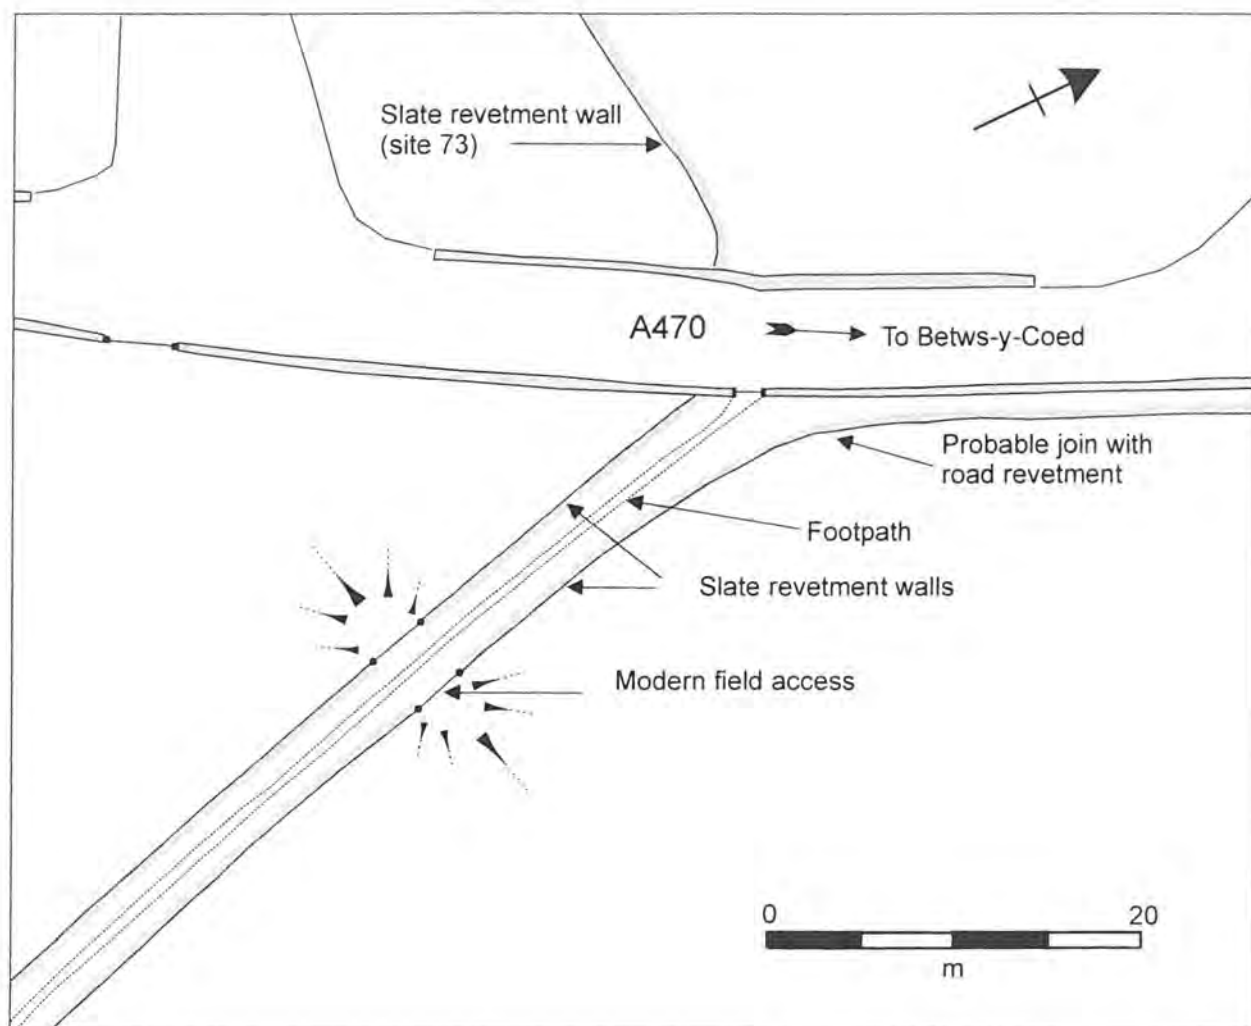 Slate revetment wall
(site 73)
A470
To Betws-y-Coed
Probable join with
road revetment
Footpath
Slate revetment walls
Modern field access
0
20
m